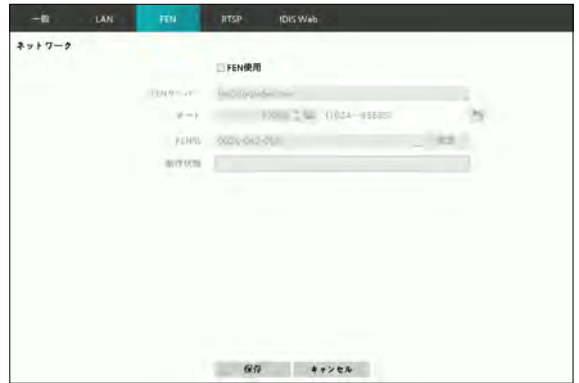 一般 LAN FEN RTSP IDIS Web
ネットワーク
FEN使用
FENサーバー
ポート (1024~65535)
FEN名
動作状態
保存 キャンセル